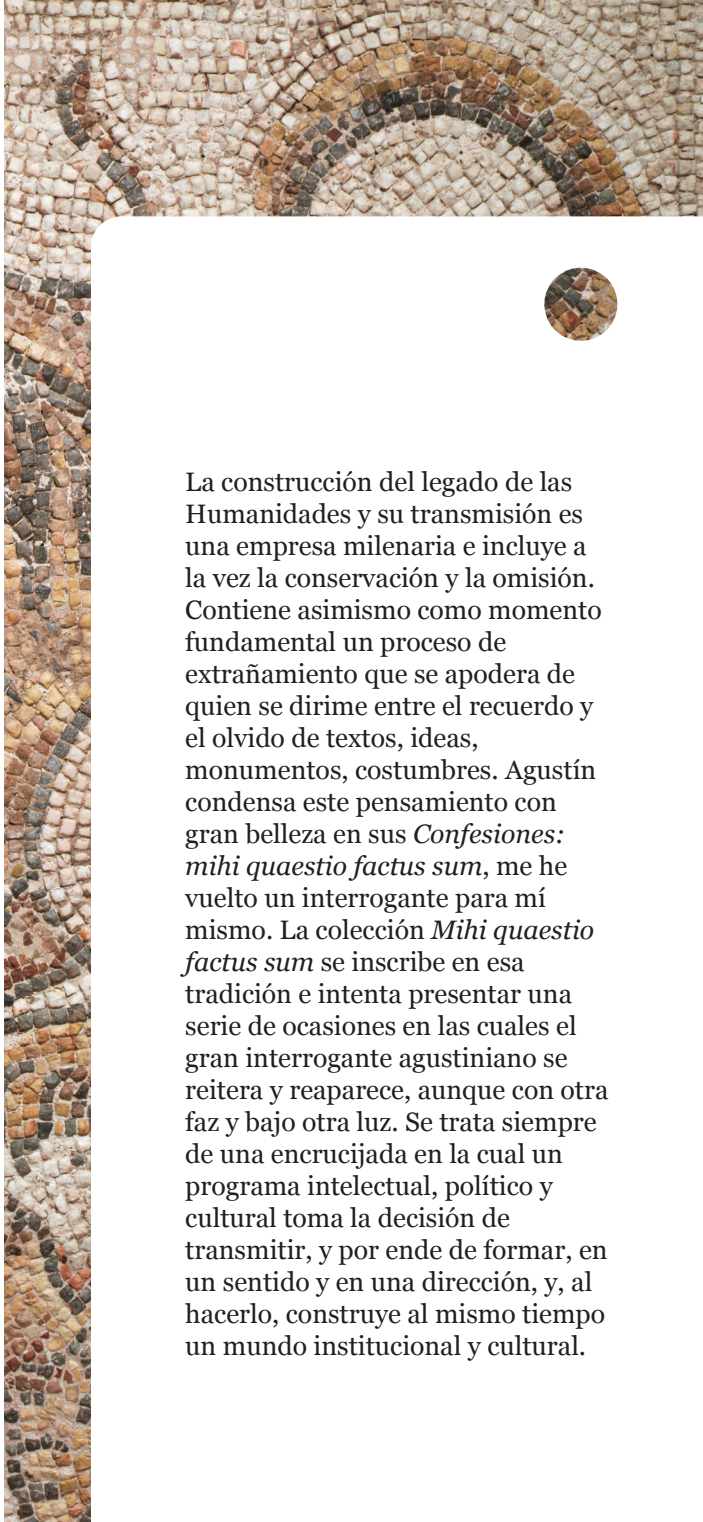 La construcción del legado de las
Humanidades y su transmisión es
una empresa milenaria e incluye a
la vez la conservación y la omisión.
Contiene asimismo como momento
fundamental un proceso de
extrañamiento que se apodera de
quien se dirime entre el recuerdo y
el olvido de textos, ideas,
monumentos, costumbres. Agustín
condensa este pensamiento con
gran belleza en sus Confesiones:
mihi quaestio factus sum, me he
vuelto un interrogante para mí
mismo. La colección Mihi quaestio
factus sum se inscribe en esa
tradición e intenta presentar una
serie de ocasiones en las cuales el
gran interrogante agustiniano se
reitera y reaparece, aunque con otra
faz y bajo otra luz. Se trata siempre
de una encrucijada en la cual un
programa intelectual, político y
cultural toma la decisión de
transmitir, y por ende de formar, en
un sentido y en una dirección, y, al
hacerlo, construye al mismo tiempo
un mundo institucional y cultural.